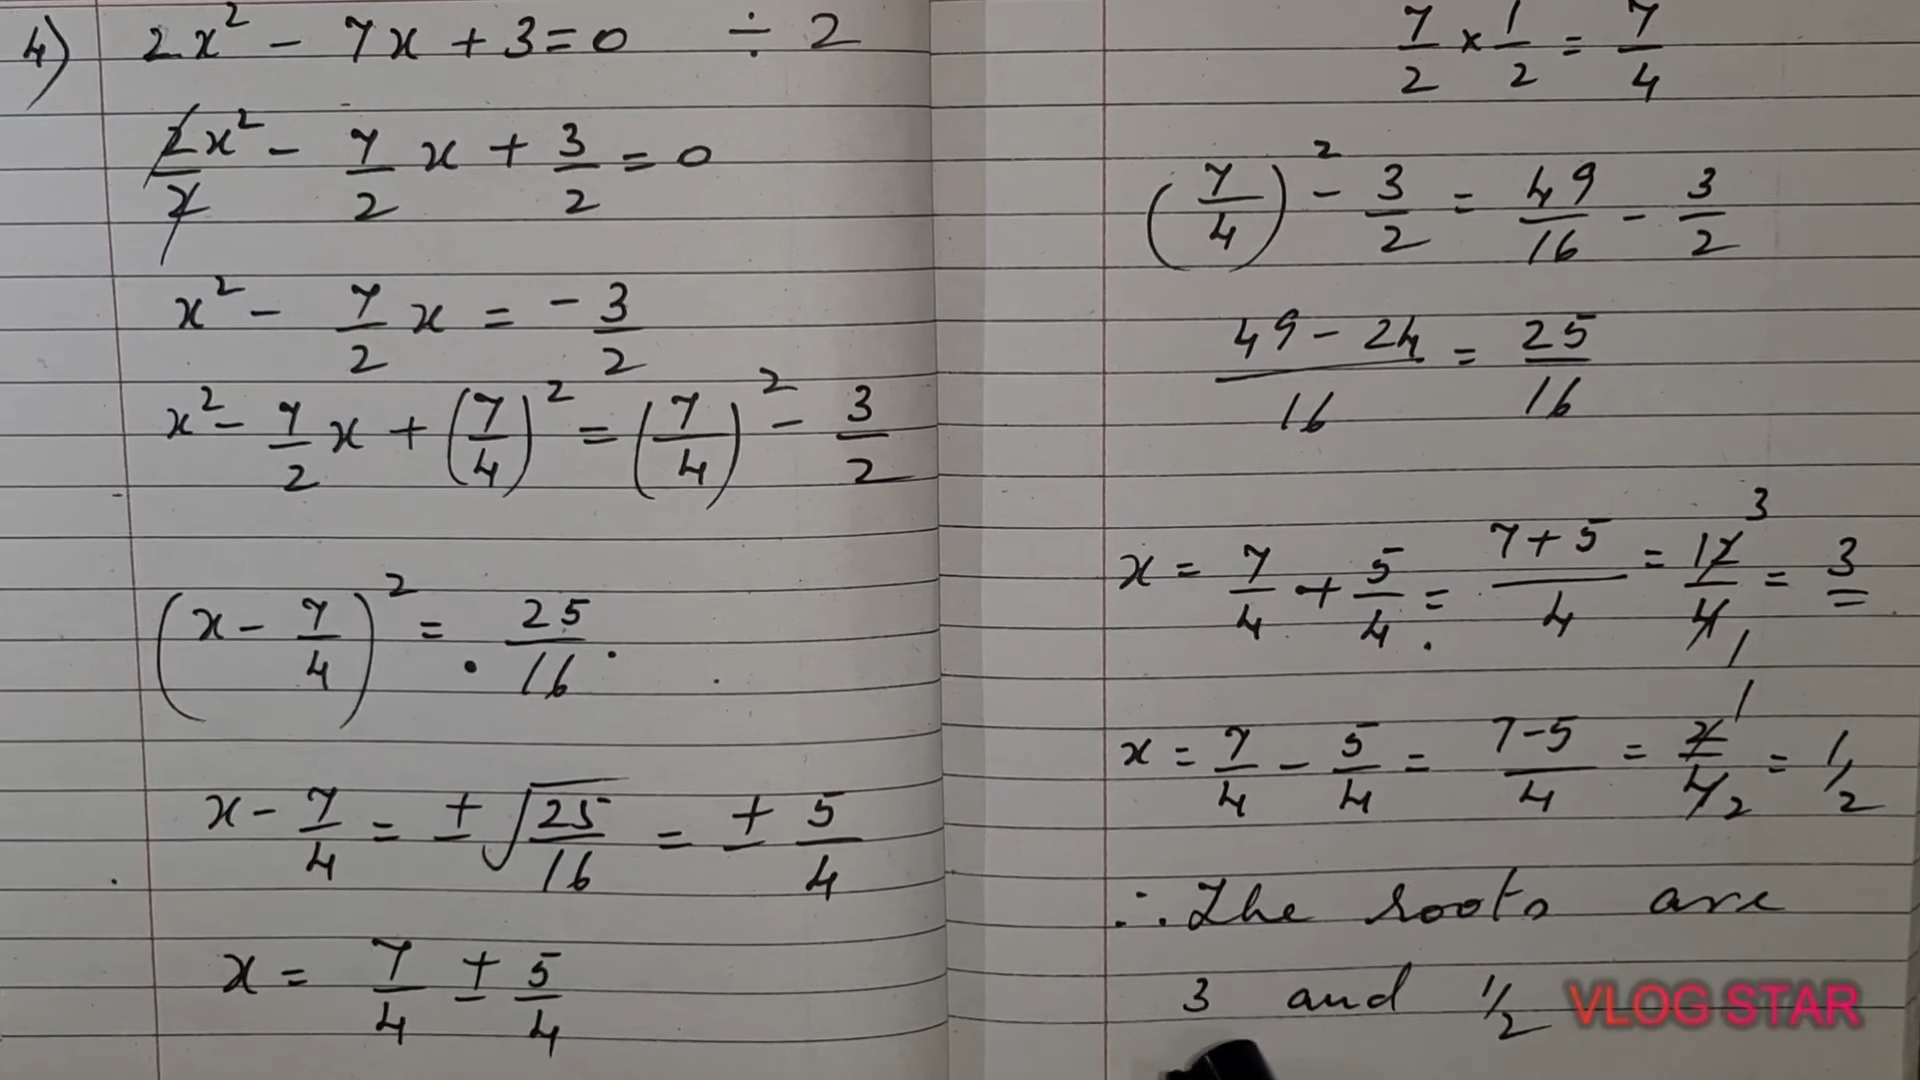 4) 2x² - 7x + 3 = 0 ÷ 2
2x²/2 - 7/2 x + 3/2 = 0
x² - 7/2 x = -3/2
x² - 7/2 x + (7/4)² = (7/4)² - 3/2
(x - 7/4)² = 25/16
x - 7/4 = ± √25/16 = ± 5/4
x = 7/4 ± 5/4
7/2 × 1/2 = 7/4
(7/4)² - 3/2 = 49/16 - 3/2
49 - 24/16 = 25/16
x = 7/4 + 5/4 = 7+5/4 = 12/4 3 1 = 3
x = 7/4 - 5/4 = 7-5/4 = 2/4 1 2 = 1/2
∴ The roots are
3 and 1/2
VLOG STAR